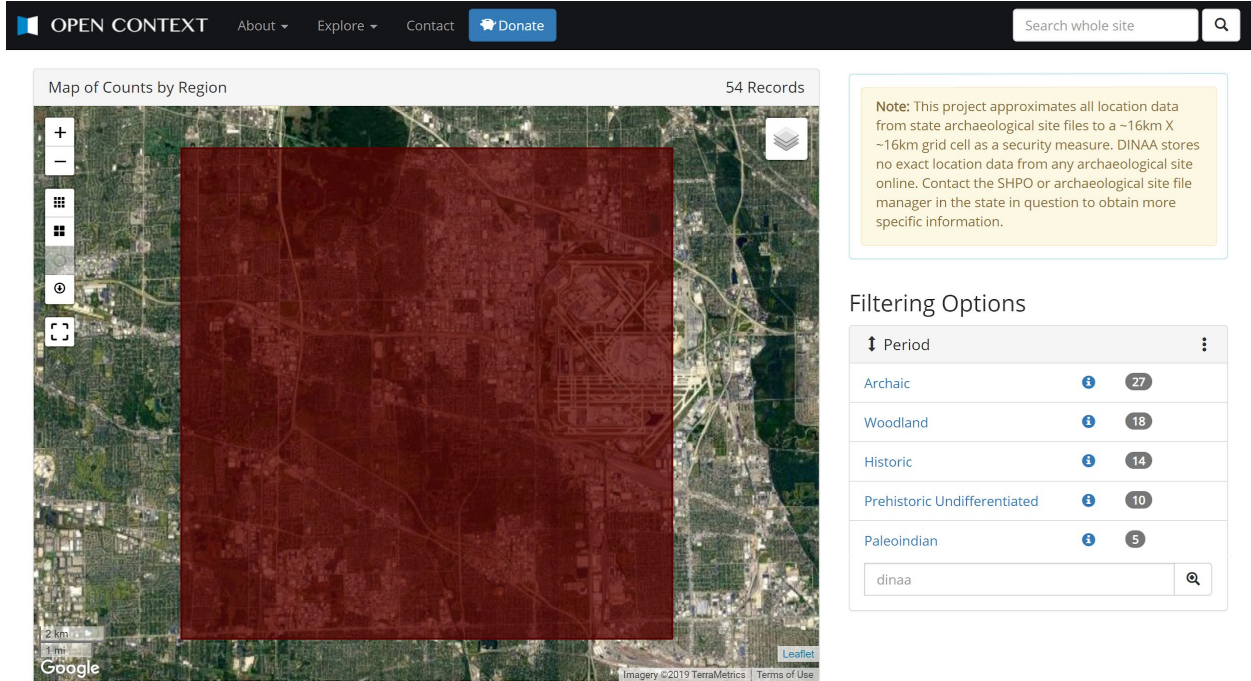 OPEN CONTEXT About Explore Contact Donate Search whole site
Map of Counts by Region 54 Records
+
−
2 km
1 mi
Google
Leaflet
Imagery ©2019 TerraMetrics Terms of Use
Note: This project approximates all location data
from state archaeological site files to a ~16km X
~16km grid cell as a security measure. DINAA stores
no exact location data from any archaeological site
online. Contact the SHPO or archaeological site file
manager in the state in question to obtain more
specific information.
Filtering Options
Period
Archaic 27
Woodland 18
Historic 14
Prehistoric Undifferentiated 10
Paleoindian 5
dinaa